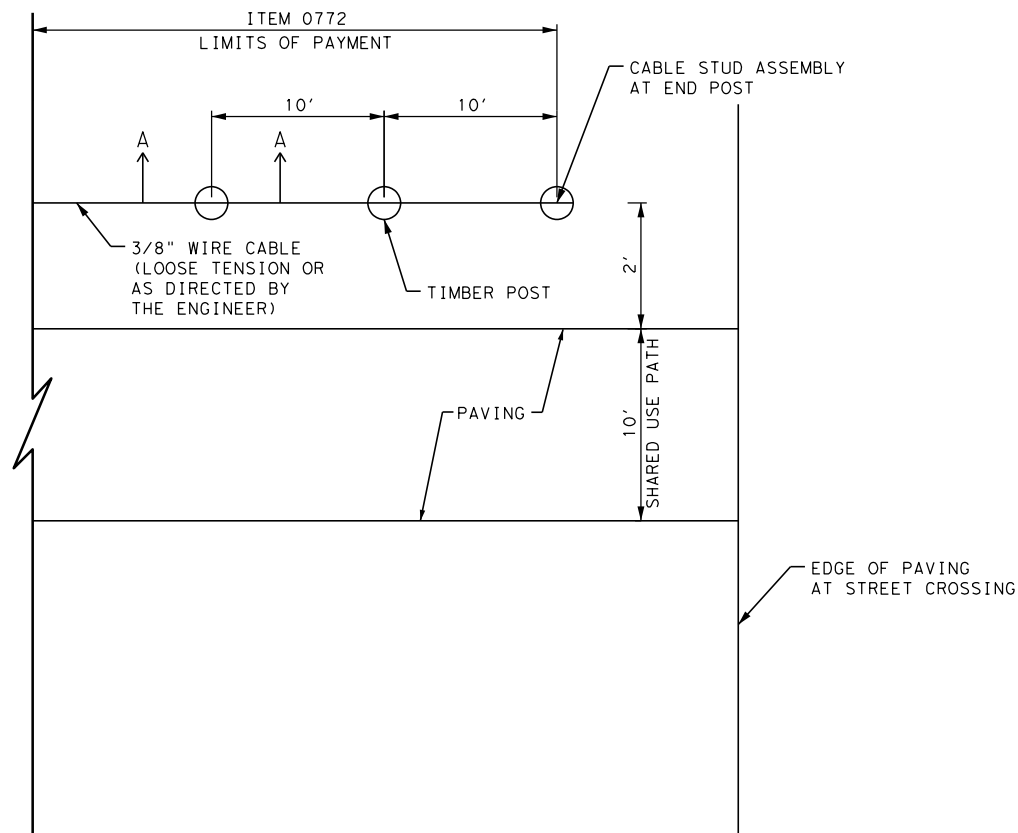 ITEM 0772
LIMITS OF PAYMENT
CABLE STUD ASSEMBLY
AT END POST
10'
10'
A
A
3/8" WIRE CABLE
(LOOSE TENSION OR
AS DIRECTED BY
THE ENGINEER)
TIMBER POST
2'
PAVING
10'
SHARED USE PATH
EDGE OF PAVING
AT STREET CROSSING